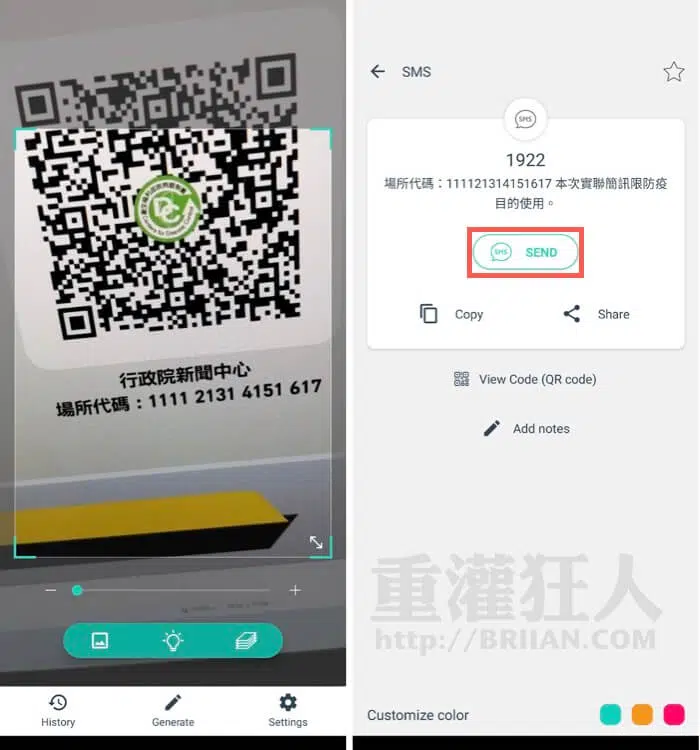 行政院新聞中心
場所代碼：1111 2131 4151 617
History
Generate
Settings
SMS
SMS
1922
場所代碼：111121314151617 本次實聯簡訊限防疫
目的使用。
SMS SEND
Copy
Share
View Code (QR code)
Add notes
重灌狂人
http://BRIIAN.COM
Customize color